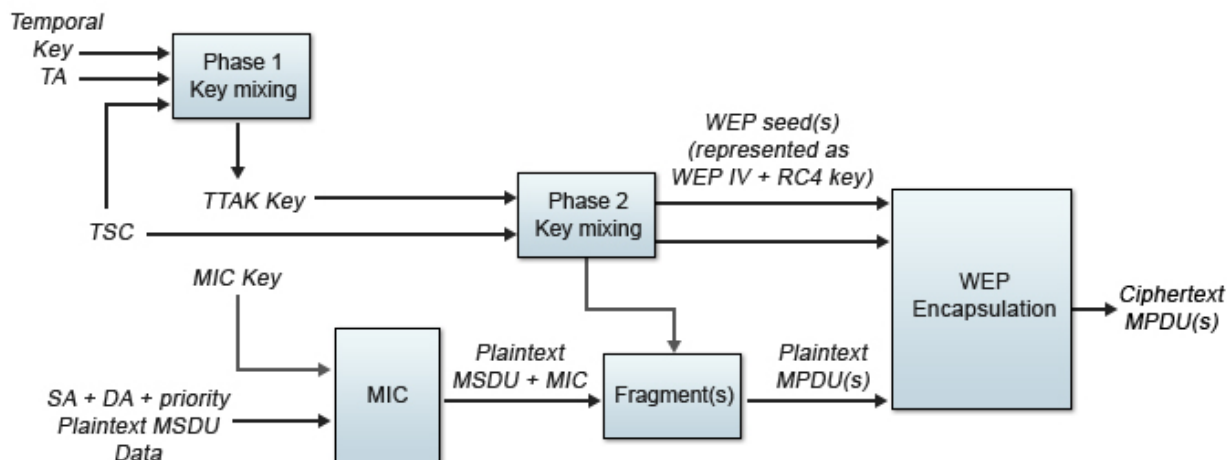 Temporal
Key
TA
Phase 1
Key mixing
WEP seed(s)
(represented as
WEP IV + RC4 key)
TTAK Key
Phase 2
Key mixing
TSC
MIC Key
WEP
Encapsulation
Ciphertext
MPDU(s)
SA + DA + priority
Plaintext MSDU
Data
MIC
Plaintext
MSDU + MIC
Fragment(s)
Plaintext
MPDU(s)